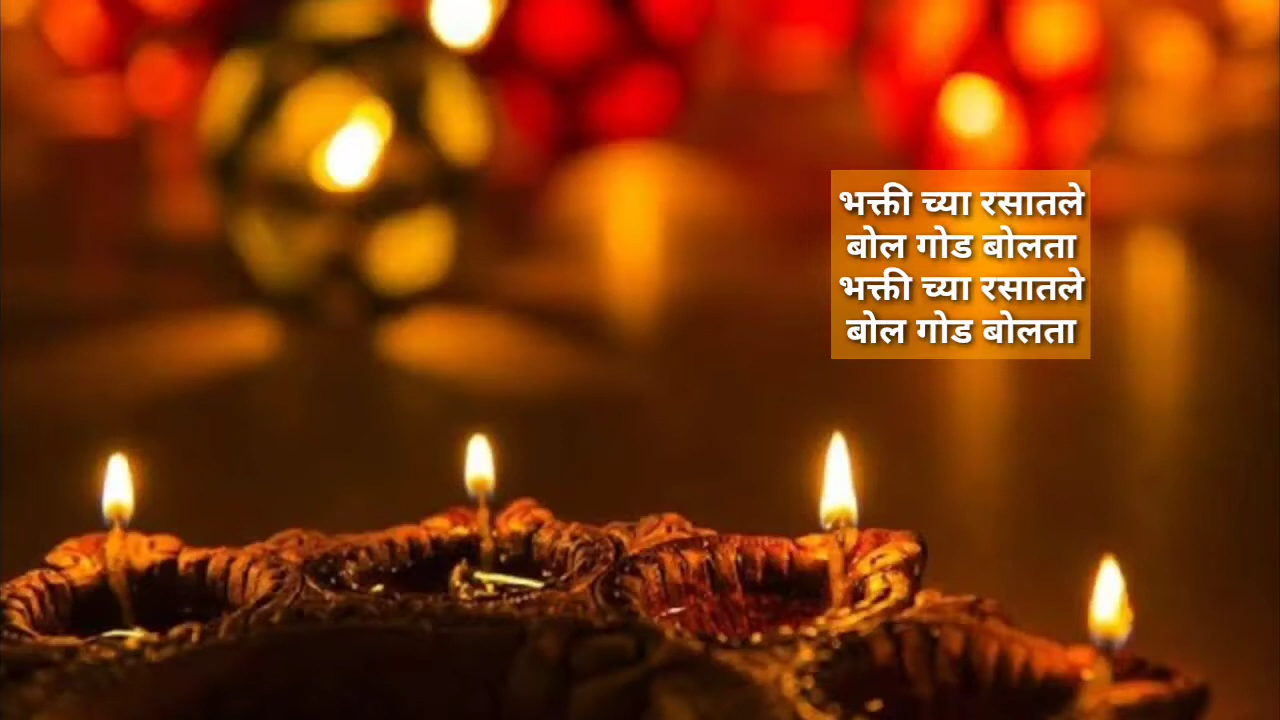 भक्ती च्या रसातले
बोल गोड बोलता
भक्ती च्या रसातले
बोल गोड बोलता